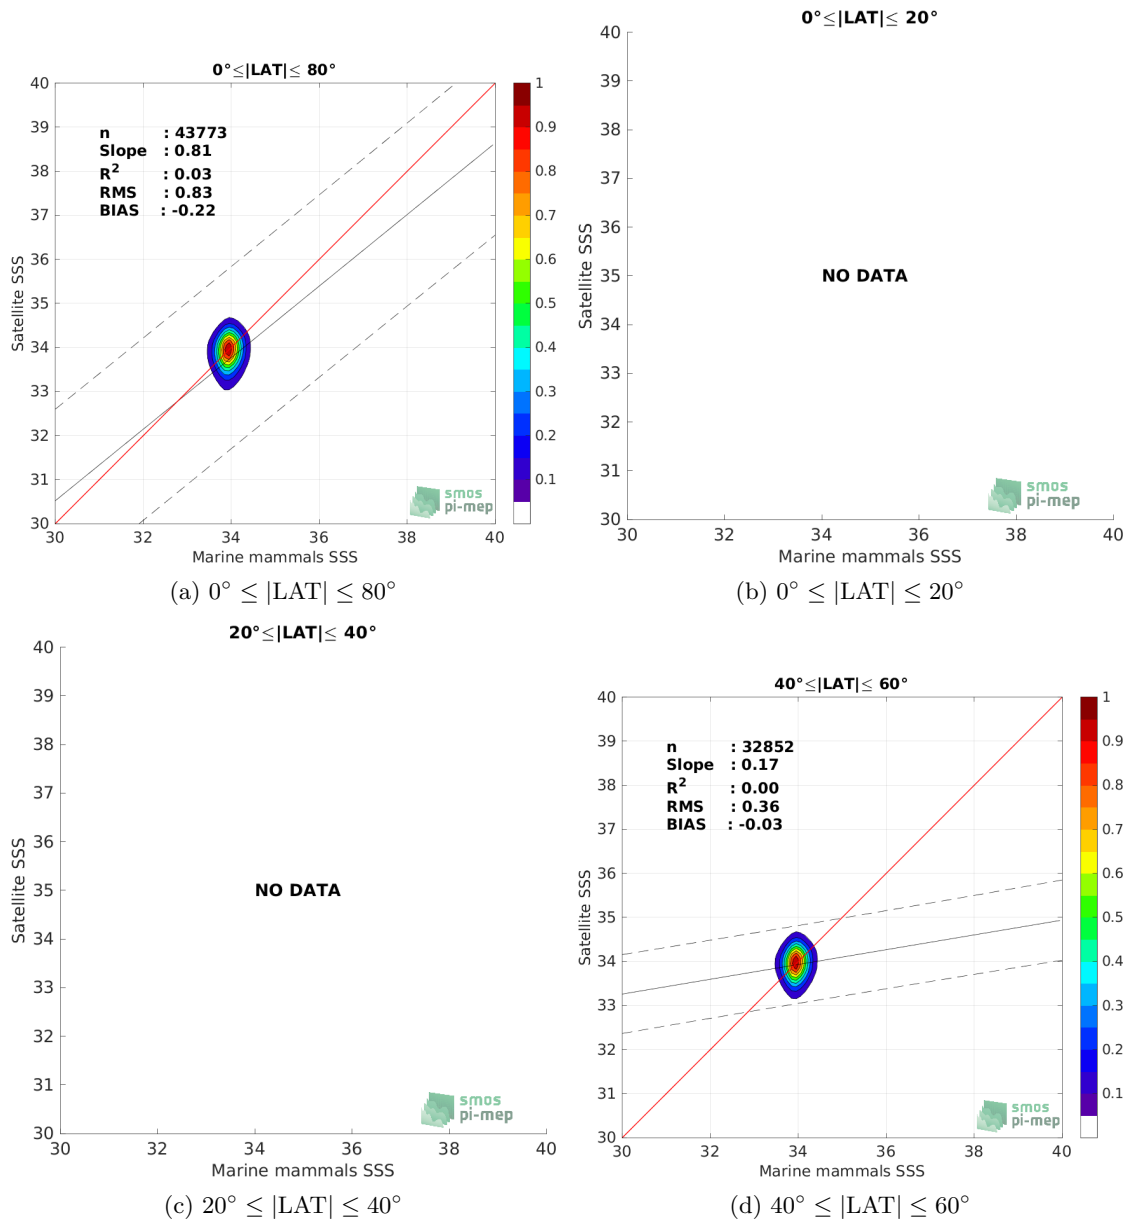 0°≤|LAT|≤ 80°
40
39
38
37
36
35
34
33
32
31
30
n : 43773
Slope : 0.81
R² : 0.03
RMS : 0.83
BIAS : -0.22
1
0.9
0.8
0.7
0.6
0.5
0.4
0.3
0.2
0.1
Satellite SSS
smos
pi-mep
30 32 34 36 38 40
Marine mammals SSS
(a) 0° ≤ |LAT| ≤ 80°
0°≤|LAT|≤ 20°
40
39
38
37
36
35
34
33
32
31
30
Satellite SSS
NO DATA
smos
pi-mep
30 32 34 36 38 40
Marine mammals SSS
(b) 0° ≤ |LAT| ≤ 20°
20°≤|LAT|≤ 40°
40
39
38
37
36
35
34
33
32
31
30
Satellite SSS
NO DATA
smos
pi-mep
30 32 34 36 38 40
Marine mammals SSS
(c) 20° ≤ |LAT| ≤ 40°
40°≤|LAT|≤ 60°
40
39
38
37
36
35
34
33
32
31
30
n : 32852
Slope : 0.17
R² : 0.00
RMS : 0.36
BIAS : -0.03
1
0.9
0.8
0.7
0.6
0.5
0.4
0.3
0.2
0.1
Satellite SSS
smos
pi-mep
30 32 34 36 38 40
Marine mammals SSS
(d) 40° ≤ |LAT| ≤ 60°